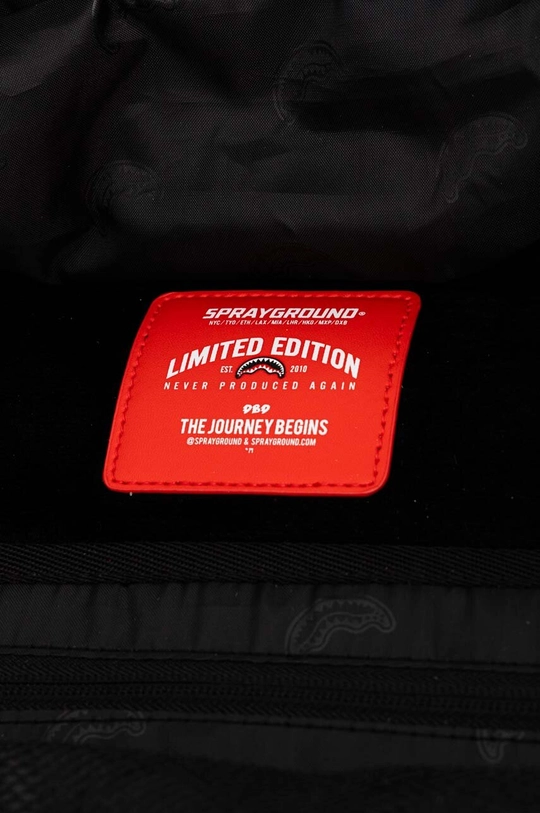 SPRAYGROUND®
NYC/TYO/ETH/LAX/MIA/LHR/HKG/MXP/DXB
LIMITED EDITION
EST. 2010
NEVER PRODUCED AGAIN
DBD
THE JOURNEY BEGINS
@SPRAYGROUND & SPRAYGROUND.COM